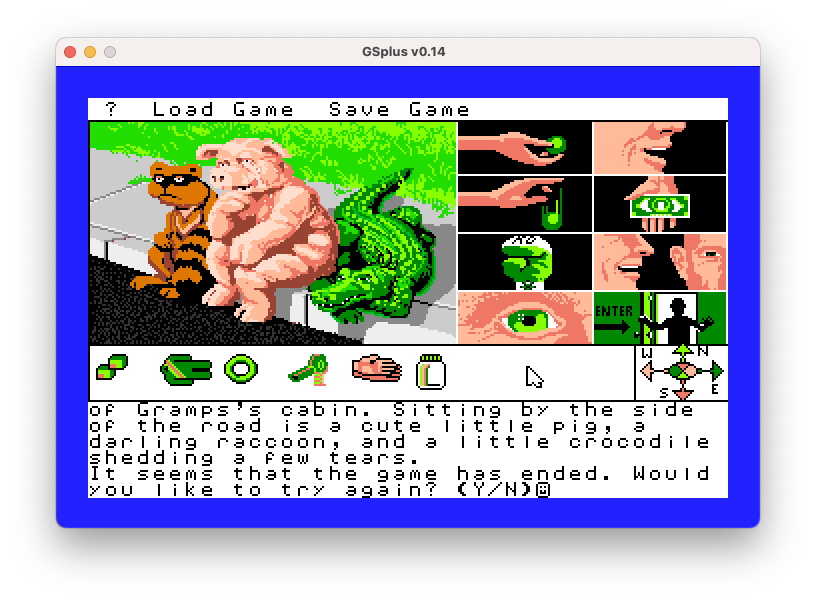 GSplus v0.14
? Load Game Save Game
ENTER
W N
S E
of Gramps's cabin. Sitting by the side
of the road is a cute little pig, a
darling raccoon, and a little crocodile
shedding a few tears.
It seems that the game has ended. Would
you like to try again? (Y/N)